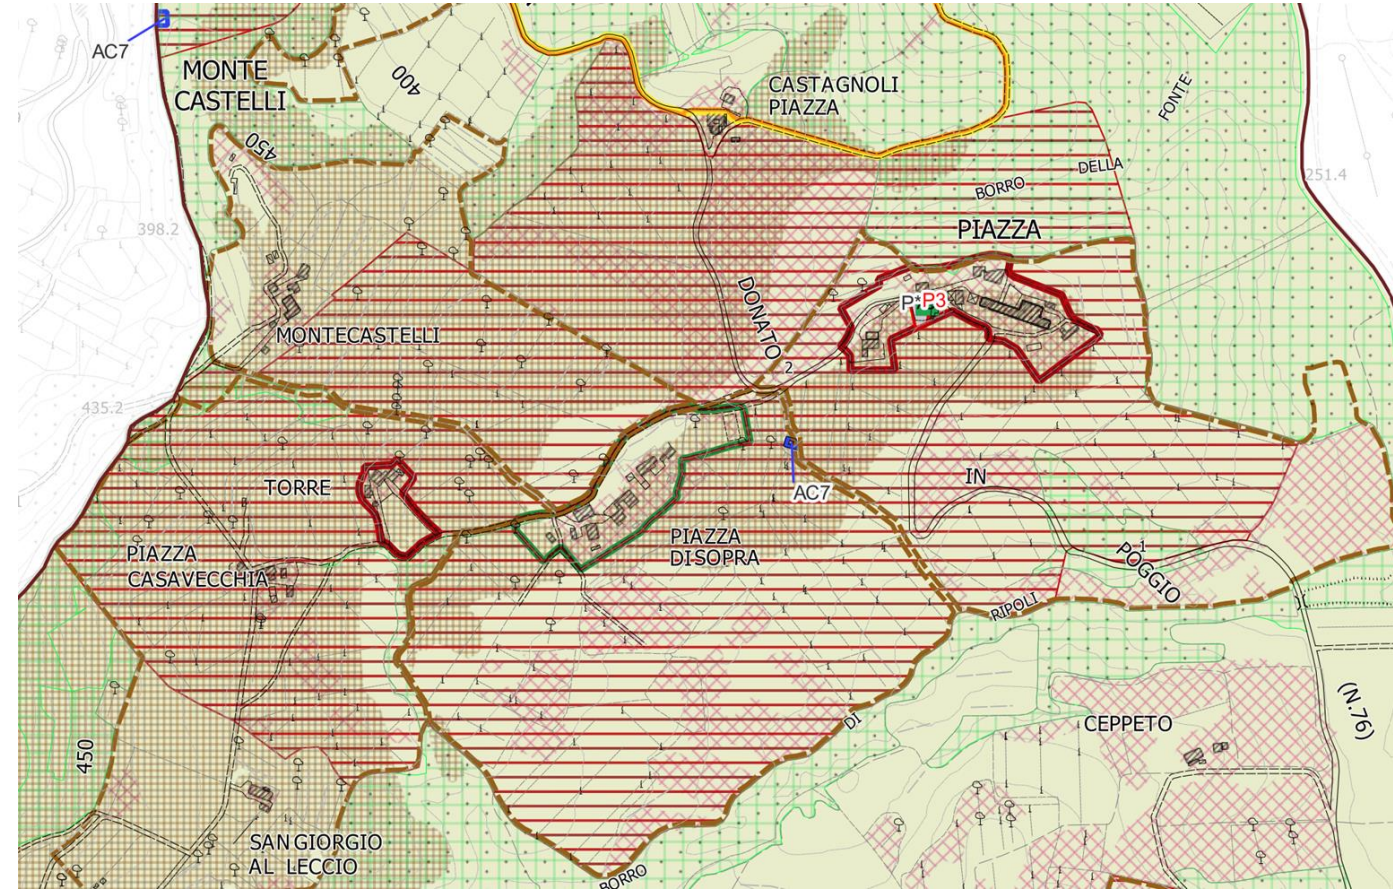 AC7
MONTE
CASTELLI
400
450
CASTAGNOLI
PIAZZA
FONTE
DELLA
BORRO
251.4
398.2
PIAZZA
DONATO
P*
P3
MONTECASTELLI
2
435.2
TORRE
AC7
IN
PIAZZA
CASAVECCHIA
PIAZZA
DISOPRA
1
POGGIO
RIPOLI
(N.76)
DI
CEPPETO
450
SAN GIORGIO
AL LECCIO
BORRO